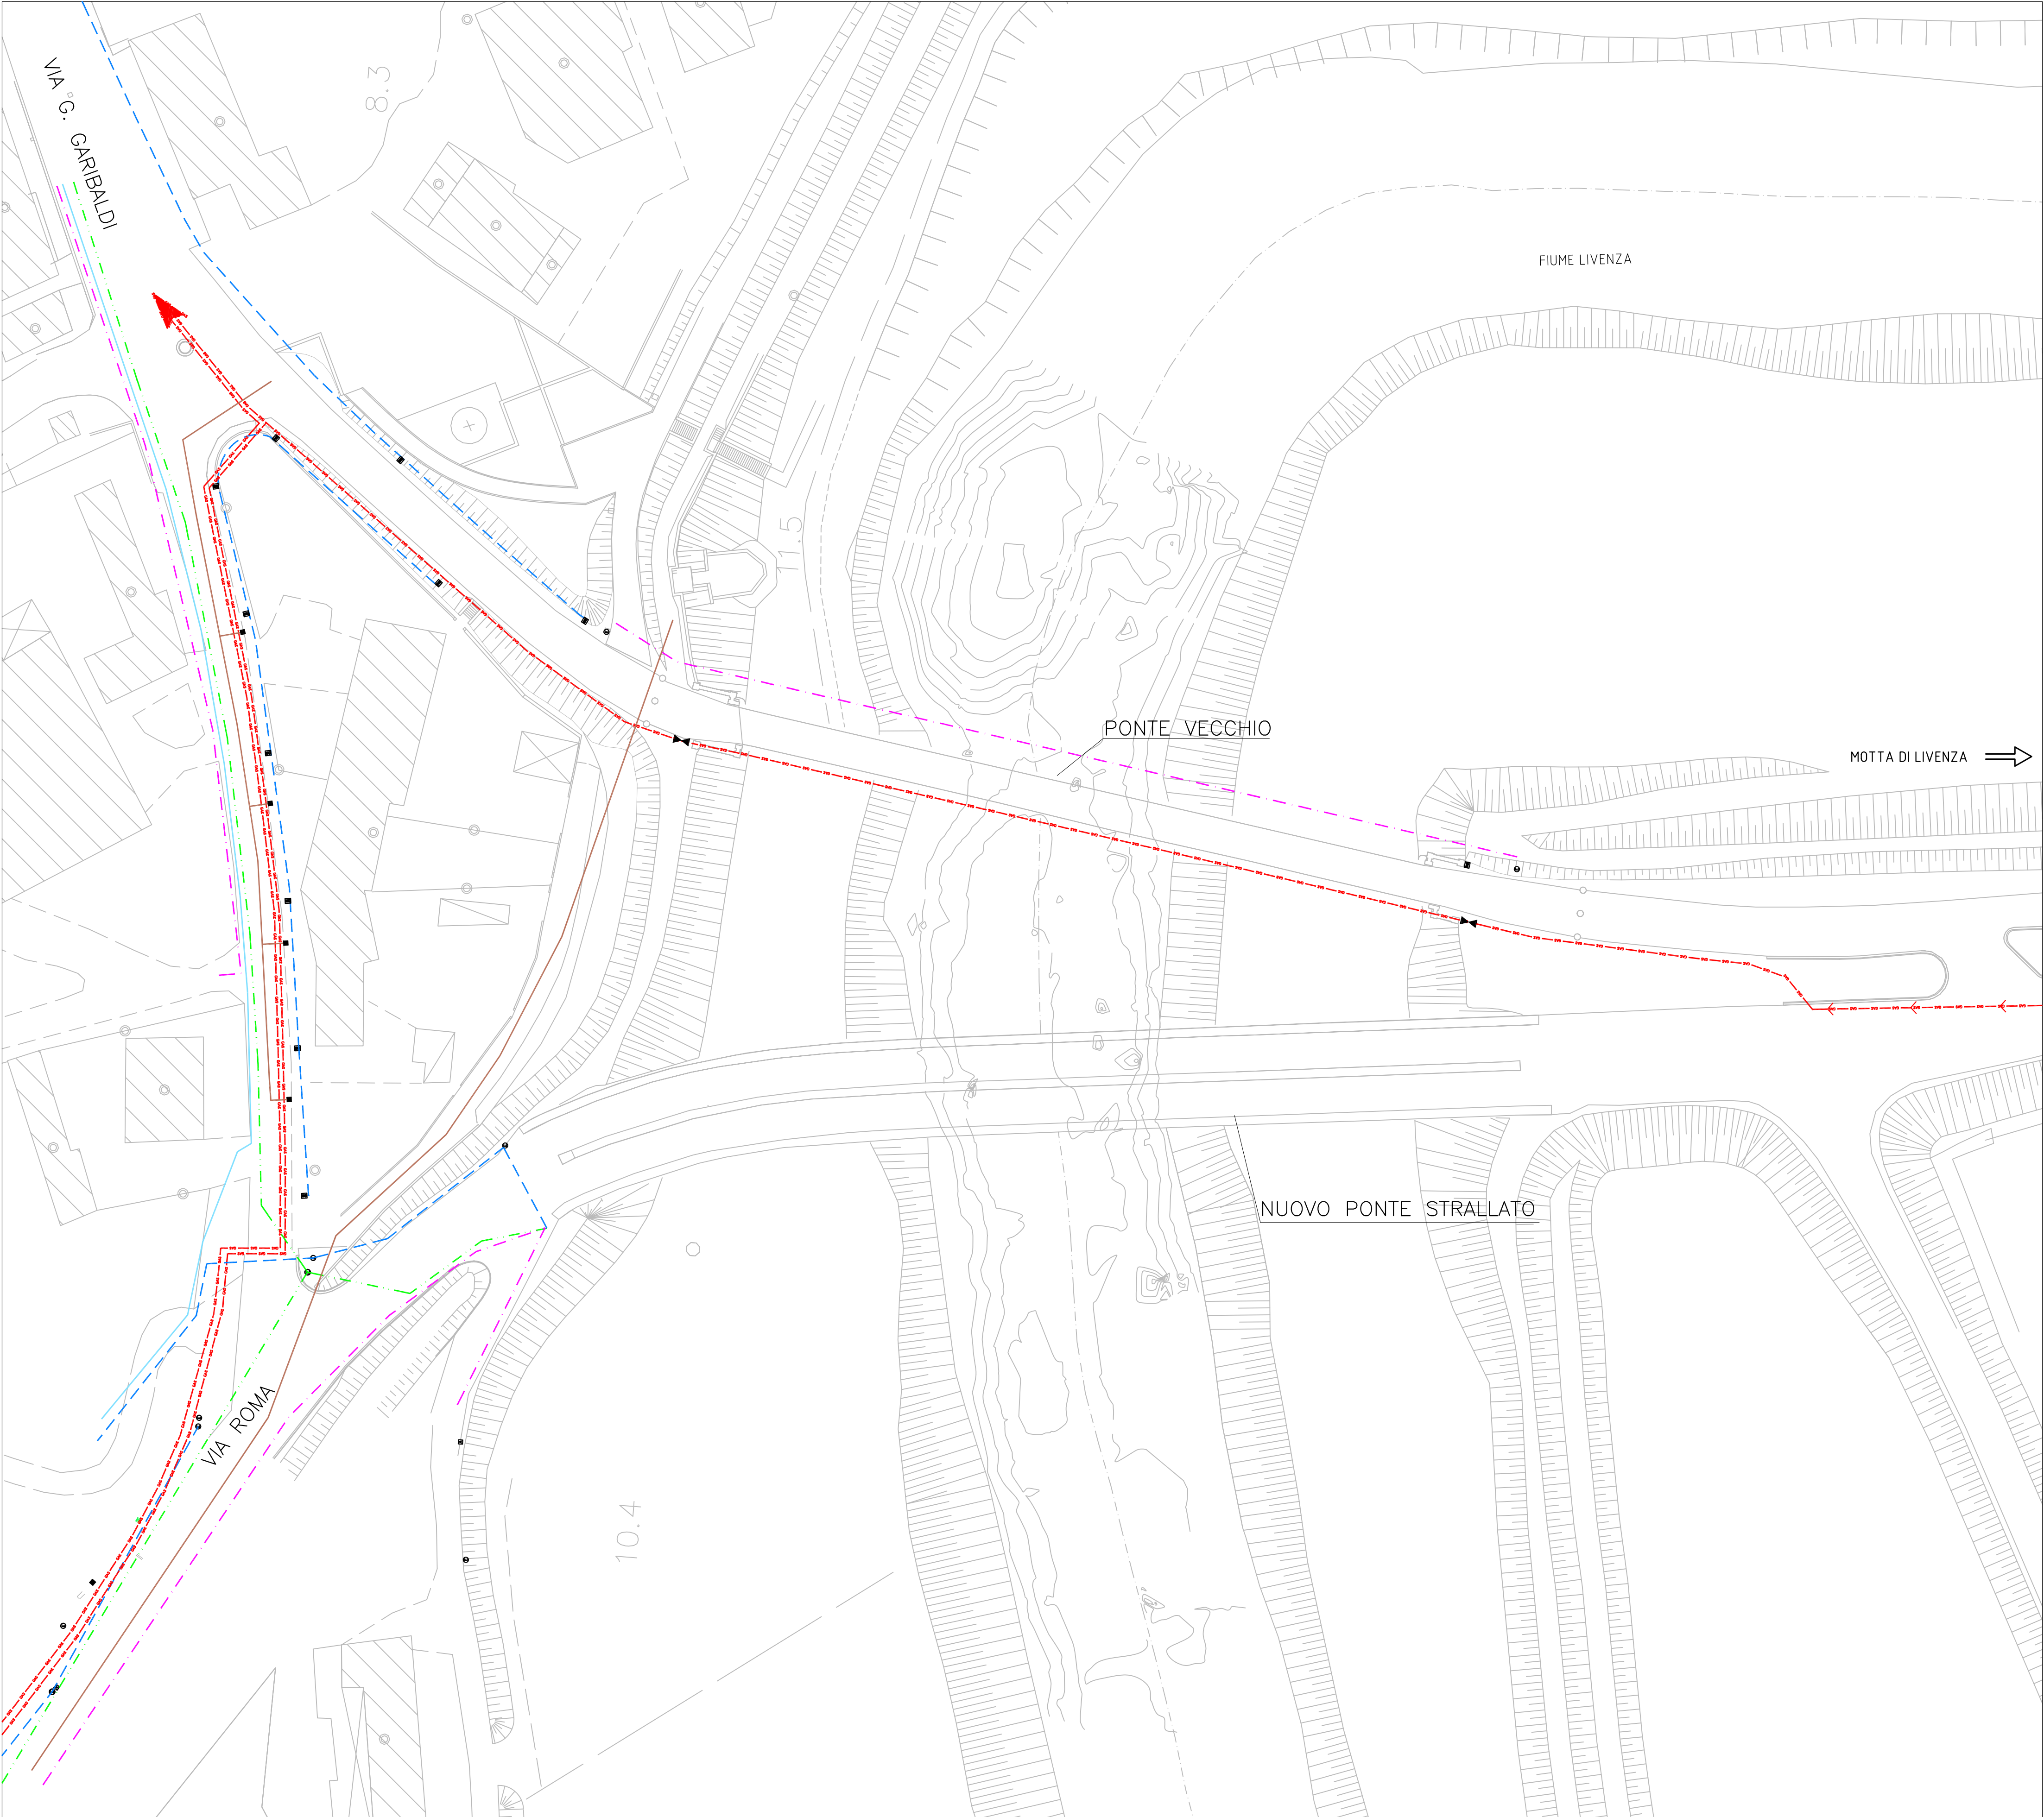 VIA G. GARIBALDI
8.3
FIUME LIVENZA
11.5
PONTE VECCHIO
MOTTA DI LIVENZA
NUOVO PONTE STRALLATO
VIA ROMA
10.4